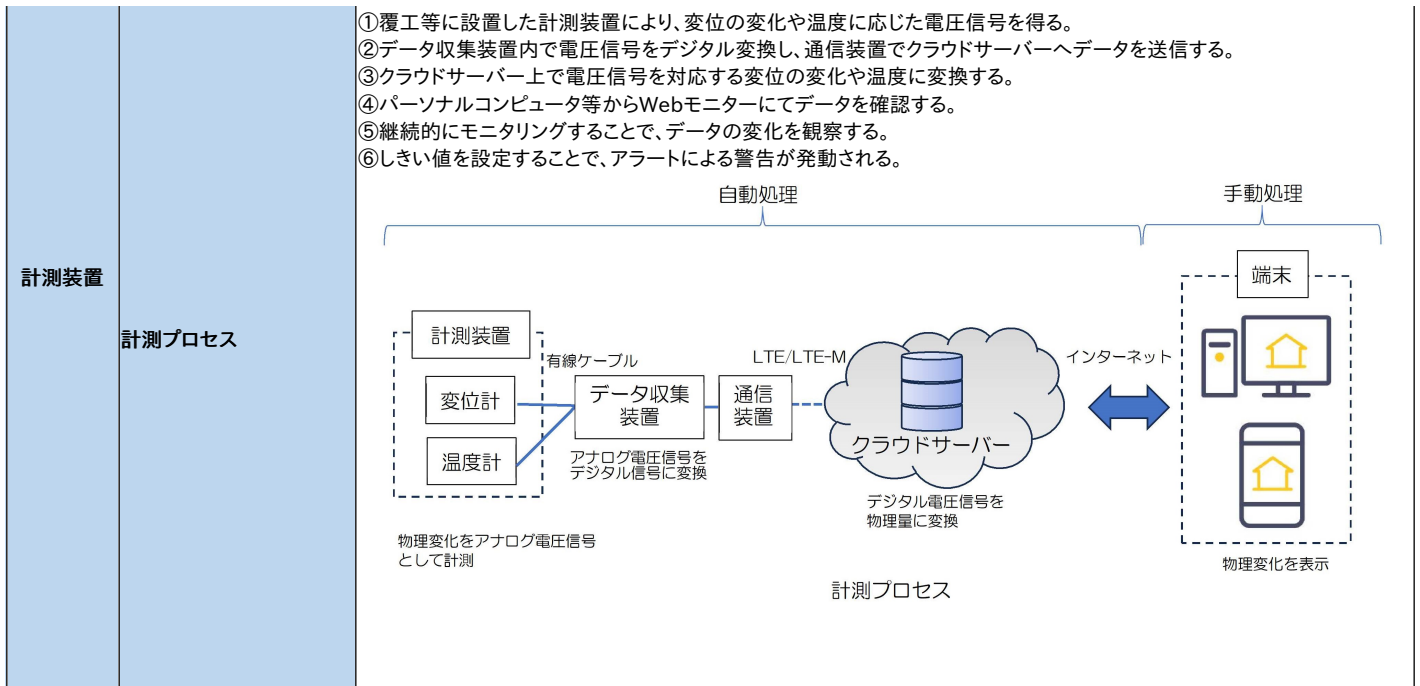 ①覆工等に設置した計測装置により、変位の変化や温度に応じた電圧信号を得る。
②データ収集装置内で電圧信号をデジタル変換し、通信装置でクラウドサーバーへデータを送信する。
③クラウドサーバー上で電圧信号を対応する変位の変化や温度に変換する。
④パーソナルコンピュータ等からWebモニターにてデータを確認する。
⑤継続的にモニタリングすることで、データの変化を観察する。
⑥しきい値を設定することで、アラートによる警告が発動される。
計測装置
計測プロセス
自動処理
手動処理
端末
計測装置
変位計
温度計
有線ケーブル
データ収集
装置
アナログ電圧信号を
デジタル信号に変換
通信
装置
LTE/LTE-M
クラウドサーバー
デジタル電圧信号を
物理量に変換
インターネット
物理変化をアナログ電圧信号
として計測
物理変化を表示
計測プロセス